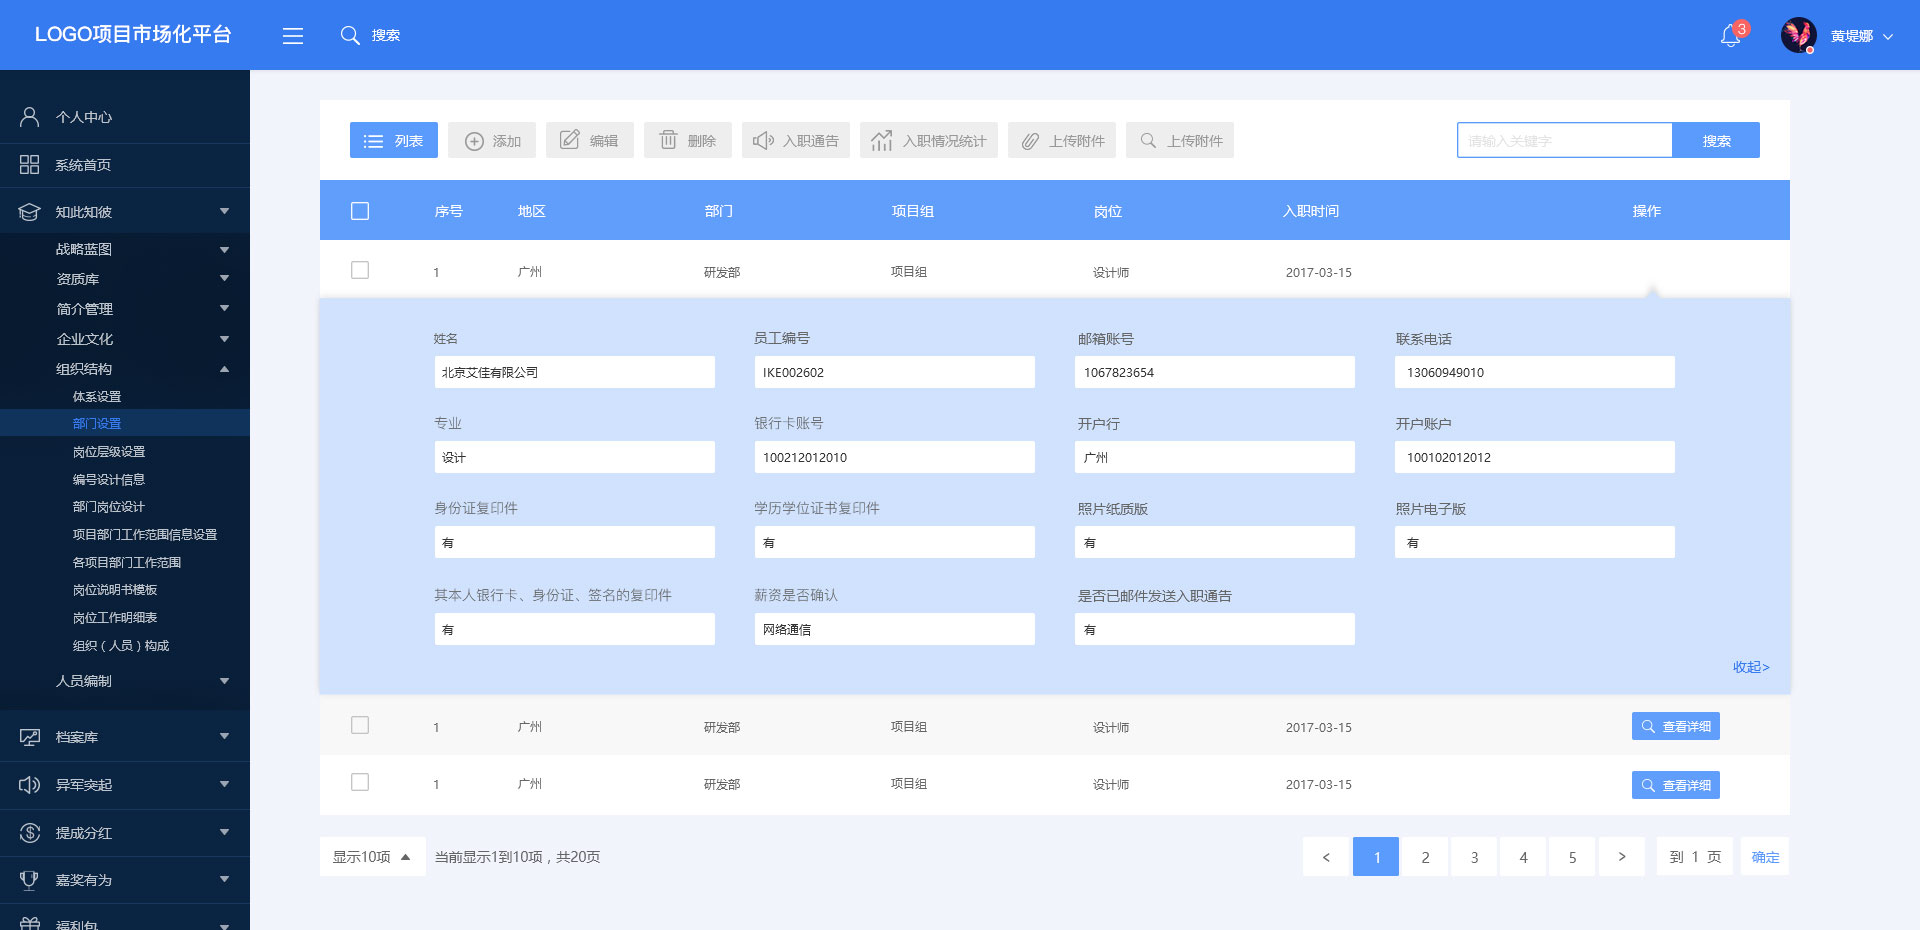 LOGO项目市场化平台
搜索
3
黄堤娜
个人中心
系统首页
知此知彼
战略蓝图
资质库
简介管理
企业文化
组织结构
体系设置
部门设置
岗位层级设置
编号设计信息
部门岗位设计
项目部门工作范围信息设置
各项目部门工作范围
岗位说明书模板
岗位工作明细表
组织（人员）构成
人员编制
档案库
异军突起
提成分红
嘉奖有为
福利包
列表 添加 编辑 删除 入职通告 入职情况统计 上传附件 上传附件
请输入关键字 搜索
序号 地区 部门 项目组 岗位 入职时间 操作
1 广州 研发部 项目组 设计师 2017-03-15
姓名 员工编号 邮箱账号 联系电话
北京艾佳有限公司 IKE002602 1067823654 13060949010
专业 银行卡账号 开户行 开户账户
设计 100212012010 广州 100102012012
身份证复印件 学历学位证书复印件 照片纸质版 照片电子版
有 有 有 有
其本人银行卡、身份证、签名的复印件 薪资是否确认 是否已邮件发送入职通告
有 网络通信 有
收起>
1 广州 研发部 项目组 设计师 2017-03-15 查看详细
1 广州 研发部 项目组 设计师 2017-03-15 查看详细
显示10项 当前显示1到10项，共20页
< 1 2 3 4 5 > 到 1 页 确定